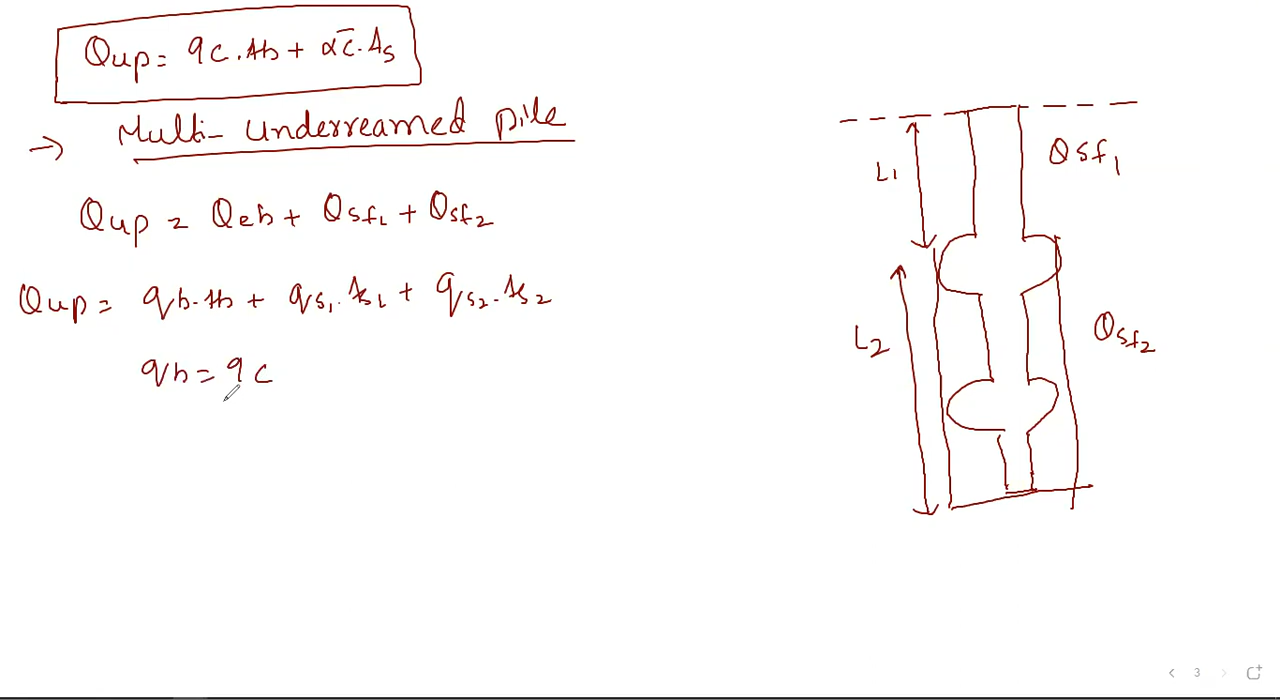 Qup = 9c.Ab + αc̄.As
→ Multi- underreamed pile
Qup = Qeb + Qsf₁ + Qsf₂
Qup = qb.Ab + qs₁.As₁ + qs₂.As₂
qb = 9c
L₁
Qsf₁
L₂
Qsf₂
< 3 >